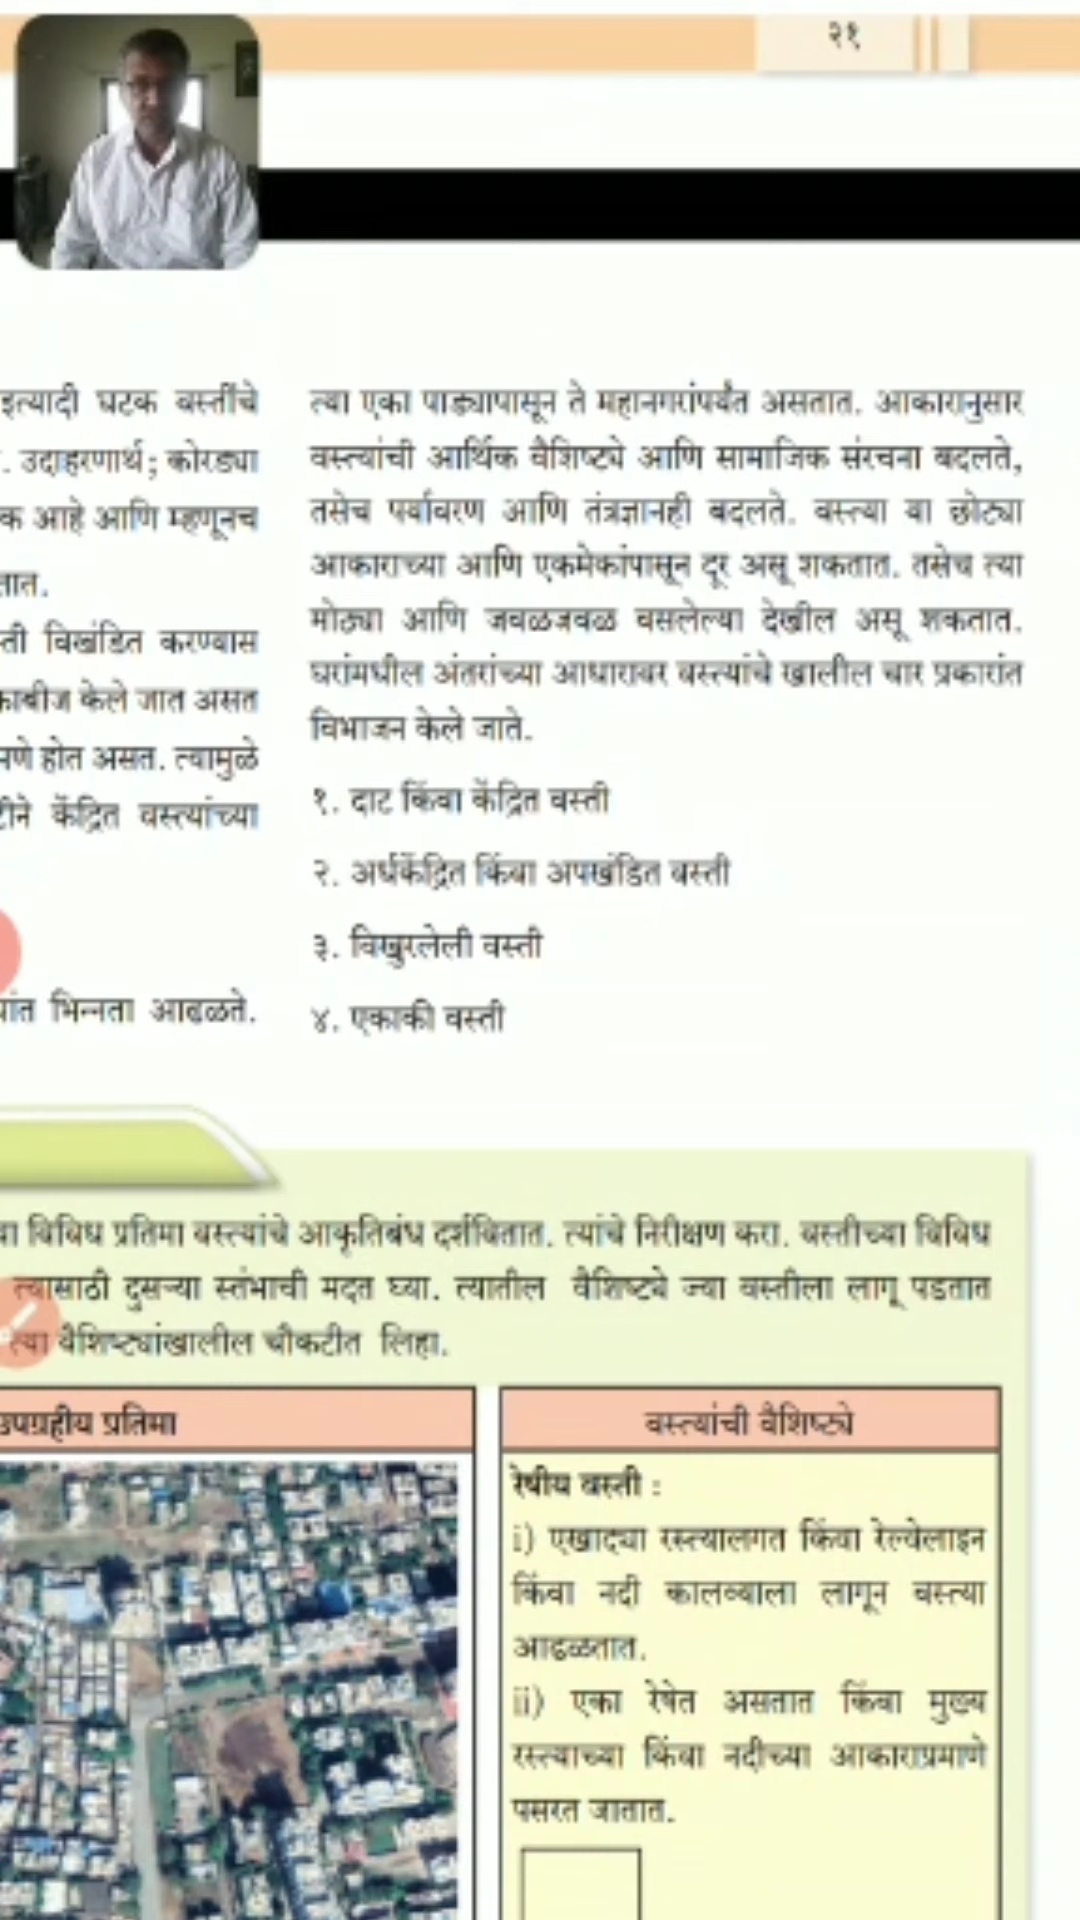 २१
इत्यादी घटक वस्तींचे
. उदाहरणार्थ; कोरड्या
क आहे आणि म्हणूनच
तात.
ती विखंडित करण्यास
काबीज केले जात असत
मणे होत असत. त्यामुळे
टीने केंद्रित वस्त्यांच्या
यांत भिन्नता आढळते.
त्या एका पाड्यापासून ते महानगरांपर्यंत असतात. आकारानुसार
वस्त्यांची आर्थिक वैशिष्ट्ये आणि सामाजिक संरचना बदलते,
तसेच पर्यावरण आणि तंत्रज्ञानही बदलते. वस्त्या या छोट्या
आकाराच्या आणि एकमेकांपासून दूर असू शकतात. तसेच त्या
मोठ्या आणि जवळजवळ वसलेल्या देखील असू शकतात.
घरांमधील अंतरांच्या आधारावर वस्त्यांचे खालील चार प्रकारांत
विभाजन केले जाते.
१. दाट किंवा केंद्रित वस्ती
२. अर्धकेंद्रित किंवा अपखंडित वस्ती
३. विखुरलेली वस्ती
४. एकाकी वस्ती
या विविध प्रतिमा वस्त्यांचे आकृतिबंध दर्शवितात. त्यांचे निरीक्षण करा. वस्तीच्या विविध
त्यासाठी दुसऱ्या स्तंभाची मदत घ्या. त्यातील वैशिष्ट्ये ज्या वस्तीला लागू पडतात
त्या वैशिष्ट्यांखालील चौकटीत लिहा.
उपग्रहीय प्रतिमा
वस्त्यांची वैशिष्ट्ये
रेषीय वस्ती :
i) एखाद्या रस्त्यालगत किंवा रेल्वेलाइन
किंवा नदी कालव्याला लागून वस्त्या
आढळतात.
ii) एका रेषेत असतात किंवा मुख्य
रस्त्याच्या किंवा नदीच्या आकाराप्रमाणे
पसरत जातात.